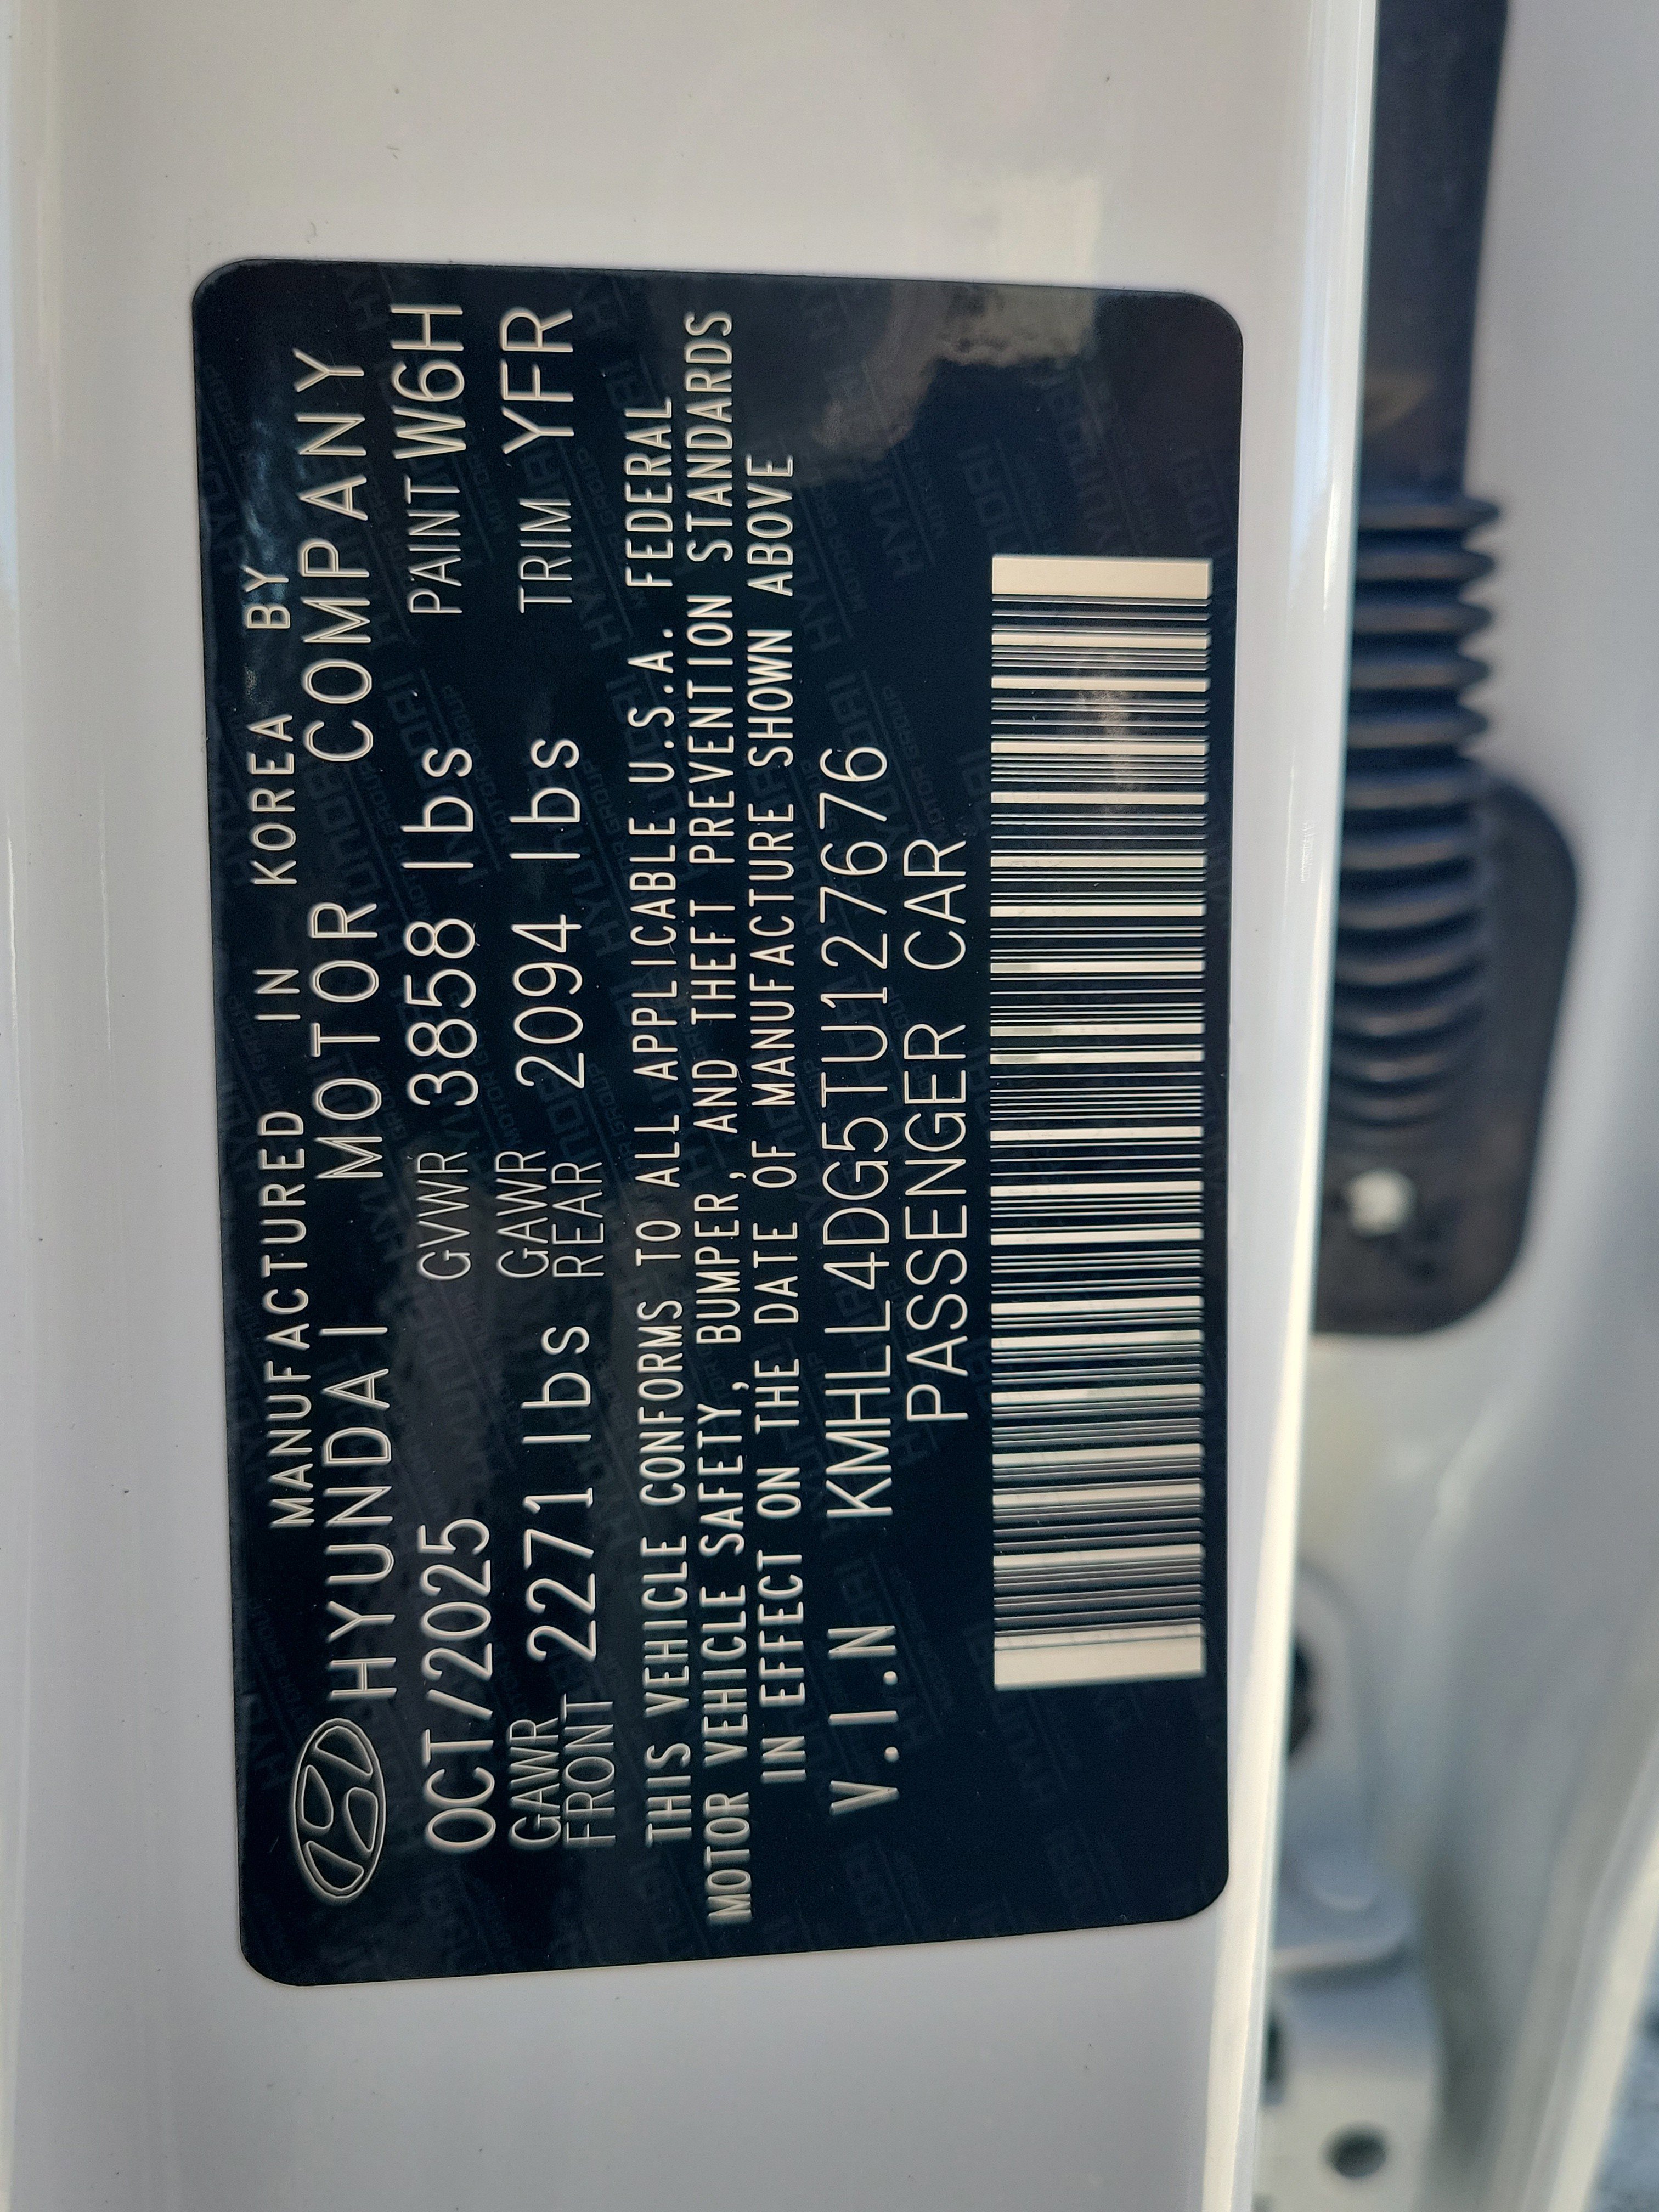 MANUFACTURED IN KOREA BY
HYUNDAI MOTOR COMPANY
OCT/2025 GVWR 3858 lbs PAINT W6H
GAWR FRONT 2271 lbs GAWR REAR 2094 lbs TRIM YFR
THIS VEHICLE CONFORMS TO ALL APPLICABLE U.S.A. FEDERAL
MOTOR VEHICLE SAFETY, BUMPER, AND THEFT PREVENTION STANDARDS
IN EFFECT ON THE DATE OF MANUFACTURE SHOWN ABOVE
V.I.N KMHLL4DG5TU127676
PASSENGER CAR